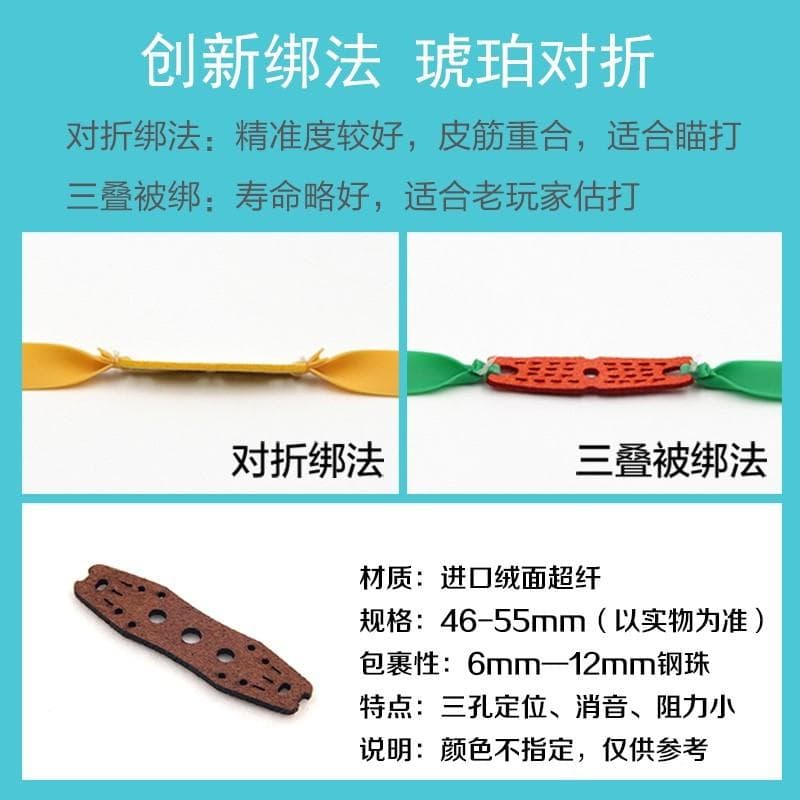 创新绑法 琥珀对折
对折绑法：精准度较好，皮筋重合，适合瞄打
三叠被绑：寿命略好，适合老玩家估打
对折绑法
三叠被绑法
材质：进口绒面超纤
规格：46-55mm（以实物为准）
包裹性：6mm—12mm钢珠
特点：三孔定位、消音、阻力小
说明：颜色不指定，仅供参考